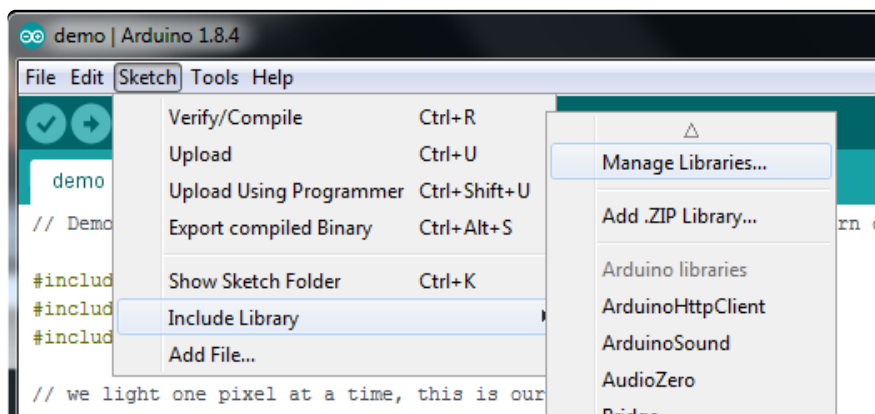 demo | Arduino 1.8.4
File Edit Sketch Tools Help
Verify/Compile Ctrl+R
Upload Ctrl+U
Upload Using Programmer Ctrl+Shift+U
Export compiled Binary Ctrl+Alt+S
Show Sketch Folder Ctrl+K
Include Library
Add File...
Manage Libraries...
Add .ZIP Library...
Arduino libraries
ArduinoHttpClient
ArduinoSound
AudioZero
Bridge
demo
// Demo
rn
#includ
#includ
#includ
// we light one pixel at a time, this is our